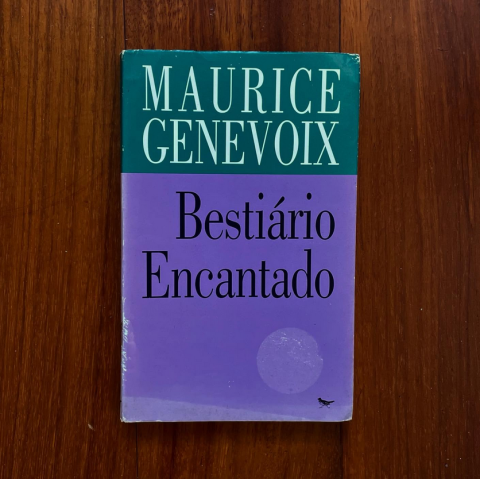 MAURICE
GENEVOIX
Bestiário
Encantado